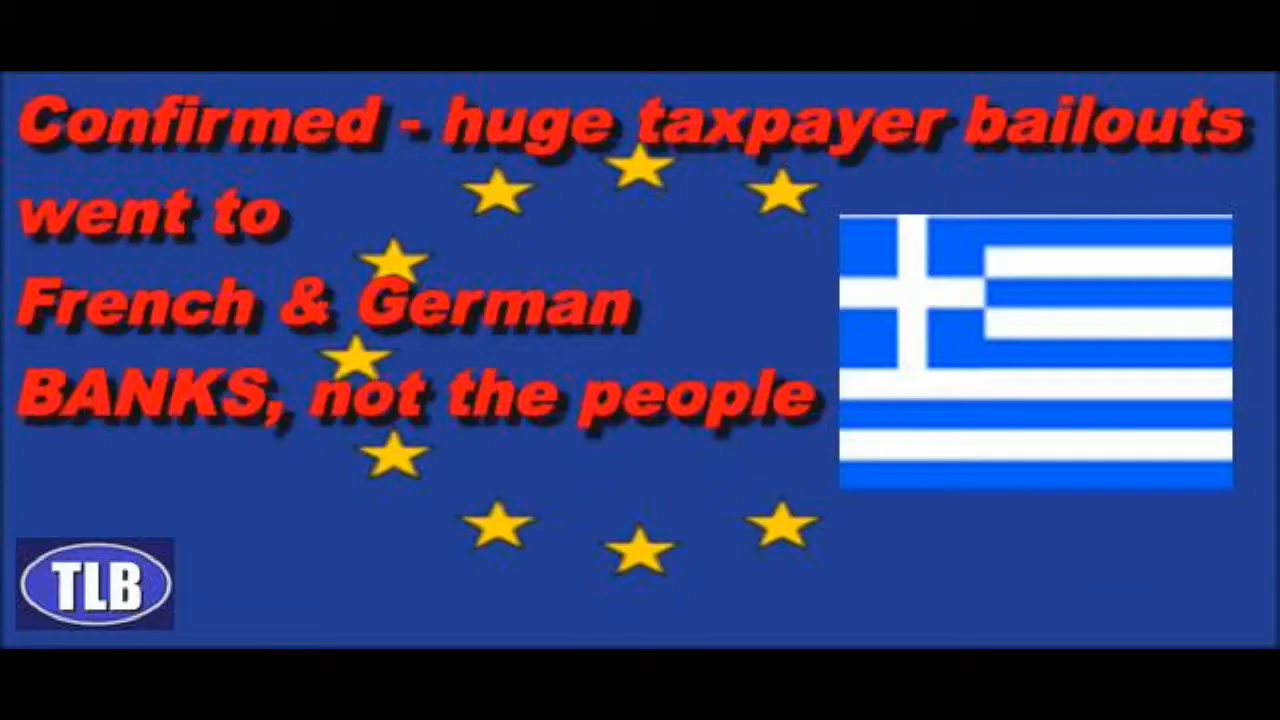 Confirmed - huge taxpayer bailouts
went to
French & German
BANKS, not the people
TLB